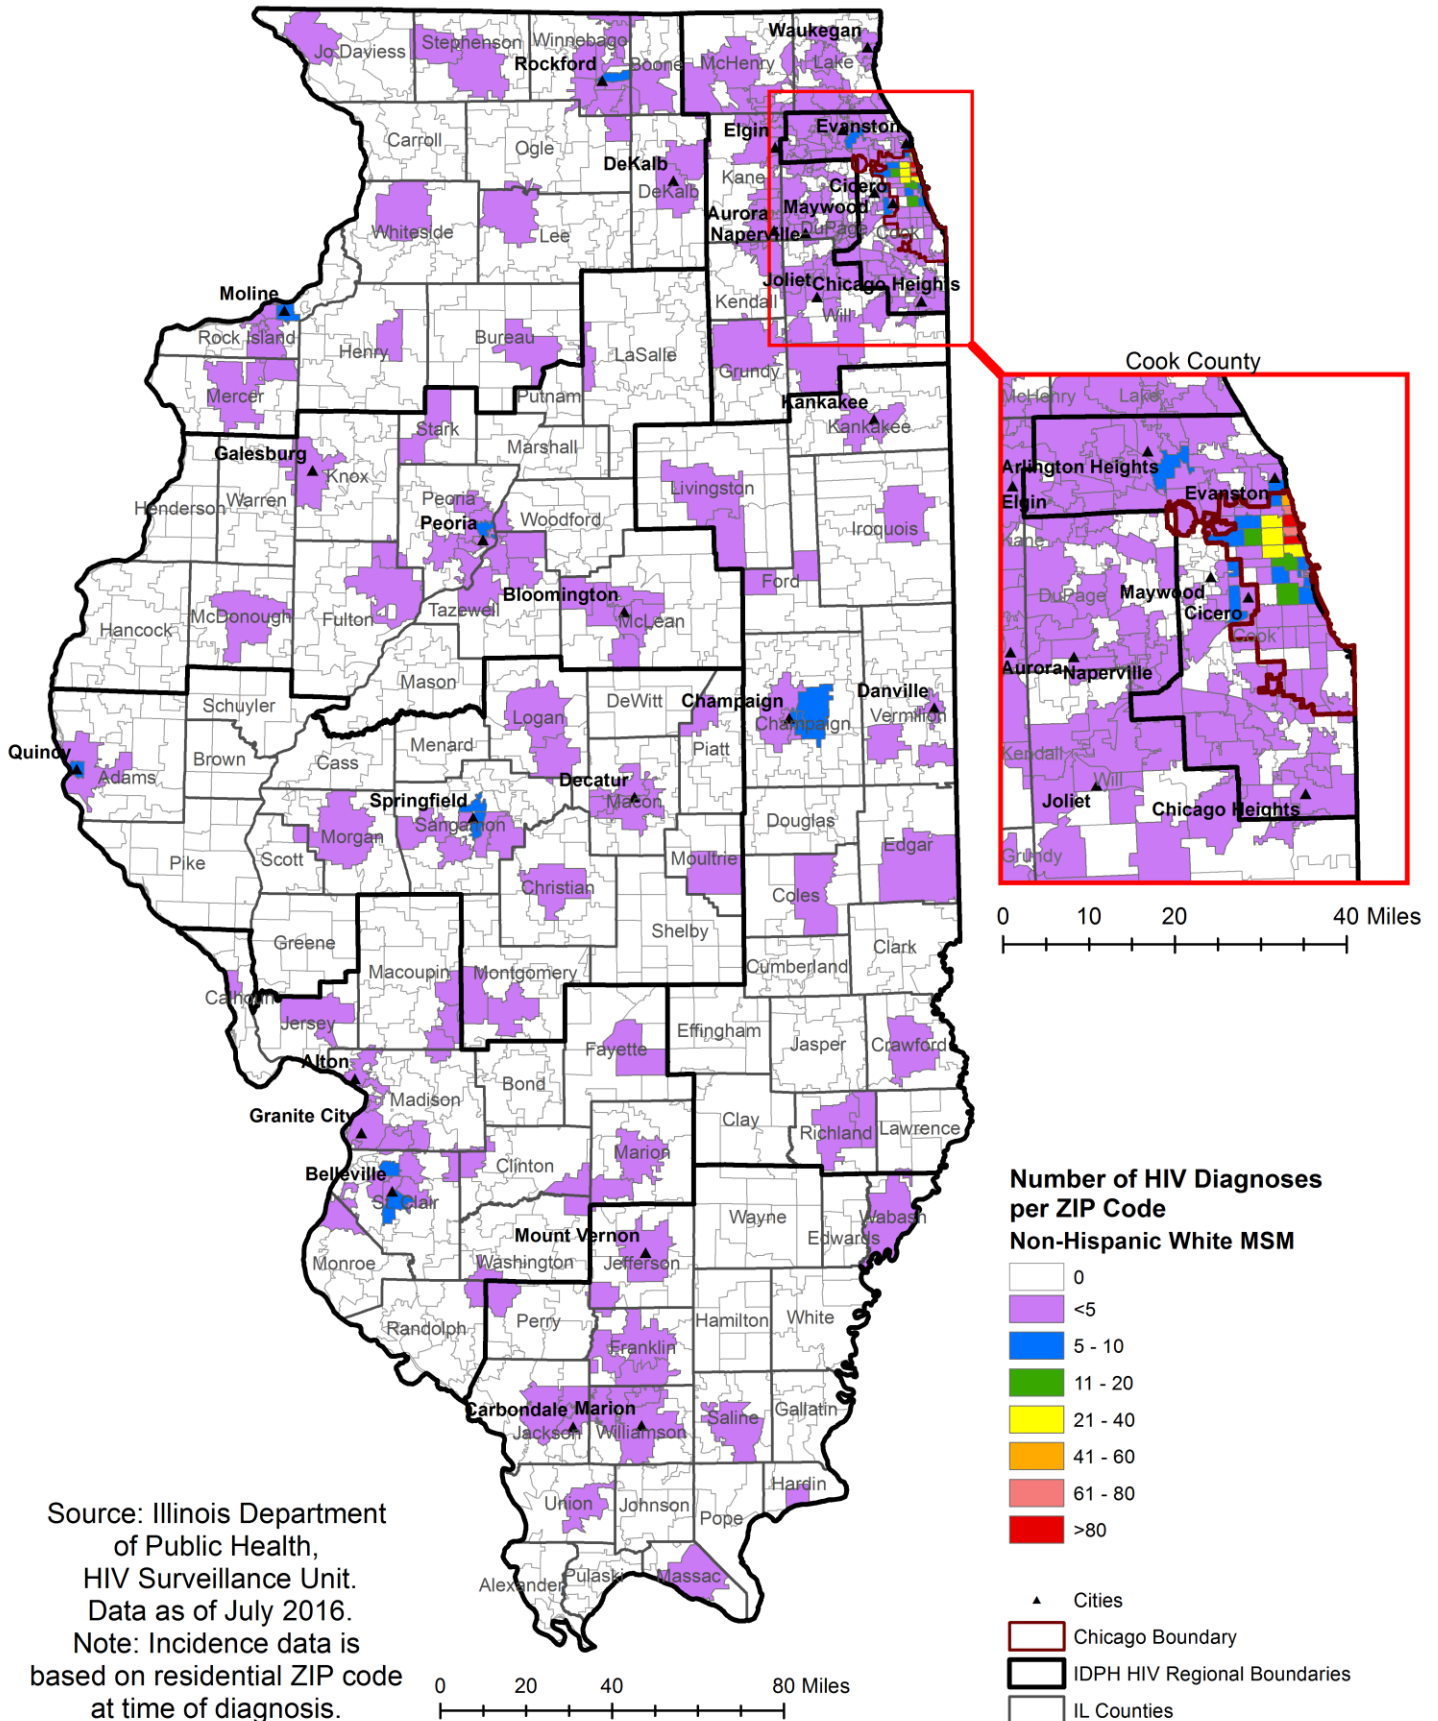 Waukegan
Jo Daviess
Stephenson
Winnebago
Rockford
Boone
McHenry
Lake
Carroll
Ogle
Elgin
Evanston
DeKalb
DeKalb
Kane
Cicero
Maywood
Aurora
Naperville
DuPage
Cook
Whiteside
Lee
Joliet
Chicago Heights
Moline
Kendall
Will
Rock Island
Henry
Bureau
LaSalle
Grundy
Mercer
Putnam
Kankakee
Kankakee
Stark
Marshall
Galesburg
Knox
Henderson
Warren
Peoria
Peoria
Woodford
Livingston
Iroquois
Ford
Bloomington
McLean
Hancock
McDonough
Fulton
Tazewell
Mason
Schuyler
Logan
DeWitt
Champaign
Champaign
Danville
Vermilion
Piatt
Quincy
Adams
Brown
Cass
Menard
Decatur
Macon
Springfield
Sangamon
Douglas
Edgar
Pike
Scott
Morgan
Christian
Moultrie
Coles
Shelby
Greene
Macoupin
Montgomery
Cumberland
Clark
Calhoun
Jersey
Effingham
Jasper
Crawford
Fayette
Alton
Bond
Madison
Granite City
Clay
Richland
Lawrence
Marion
Clinton
Belleville
St. Clair
Wayne
Edwards
Wabash
Mount Vernon
Jefferson
Monroe
Washington
Randolph
Perry
Hamilton
White
Franklin
Carbondale
Marion
Jackson
Williamson
Saline
Gallatin
Hardin
Union
Johnson
Pope
Alexander
Pulaski
Massac
Cook County
McHenry
Lake
Arlington Heights
Elgin
Evanston
Kane
DuPage
Maywood
Cicero
Cook
Aurora
Naperville
Kendall
Will
Joliet
Chicago Heights
Grundy
0 10 20 40 Miles
Number of HIV Diagnoses
per ZIP Code
Non-Hispanic White MSM
0
<5
5 - 10
11 - 20
21 - 40
41 - 60
61 - 80
>80
Cities
Chicago Boundary
IDPH HIV Regional Boundaries
IL Counties
Source: Illinois Department
of Public Health,
HIV Surveillance Unit.
Data as of July 2016.
Note: Incidence data is
based on residential ZIP code
at time of diagnosis.
0 20 40 60 80 Miles